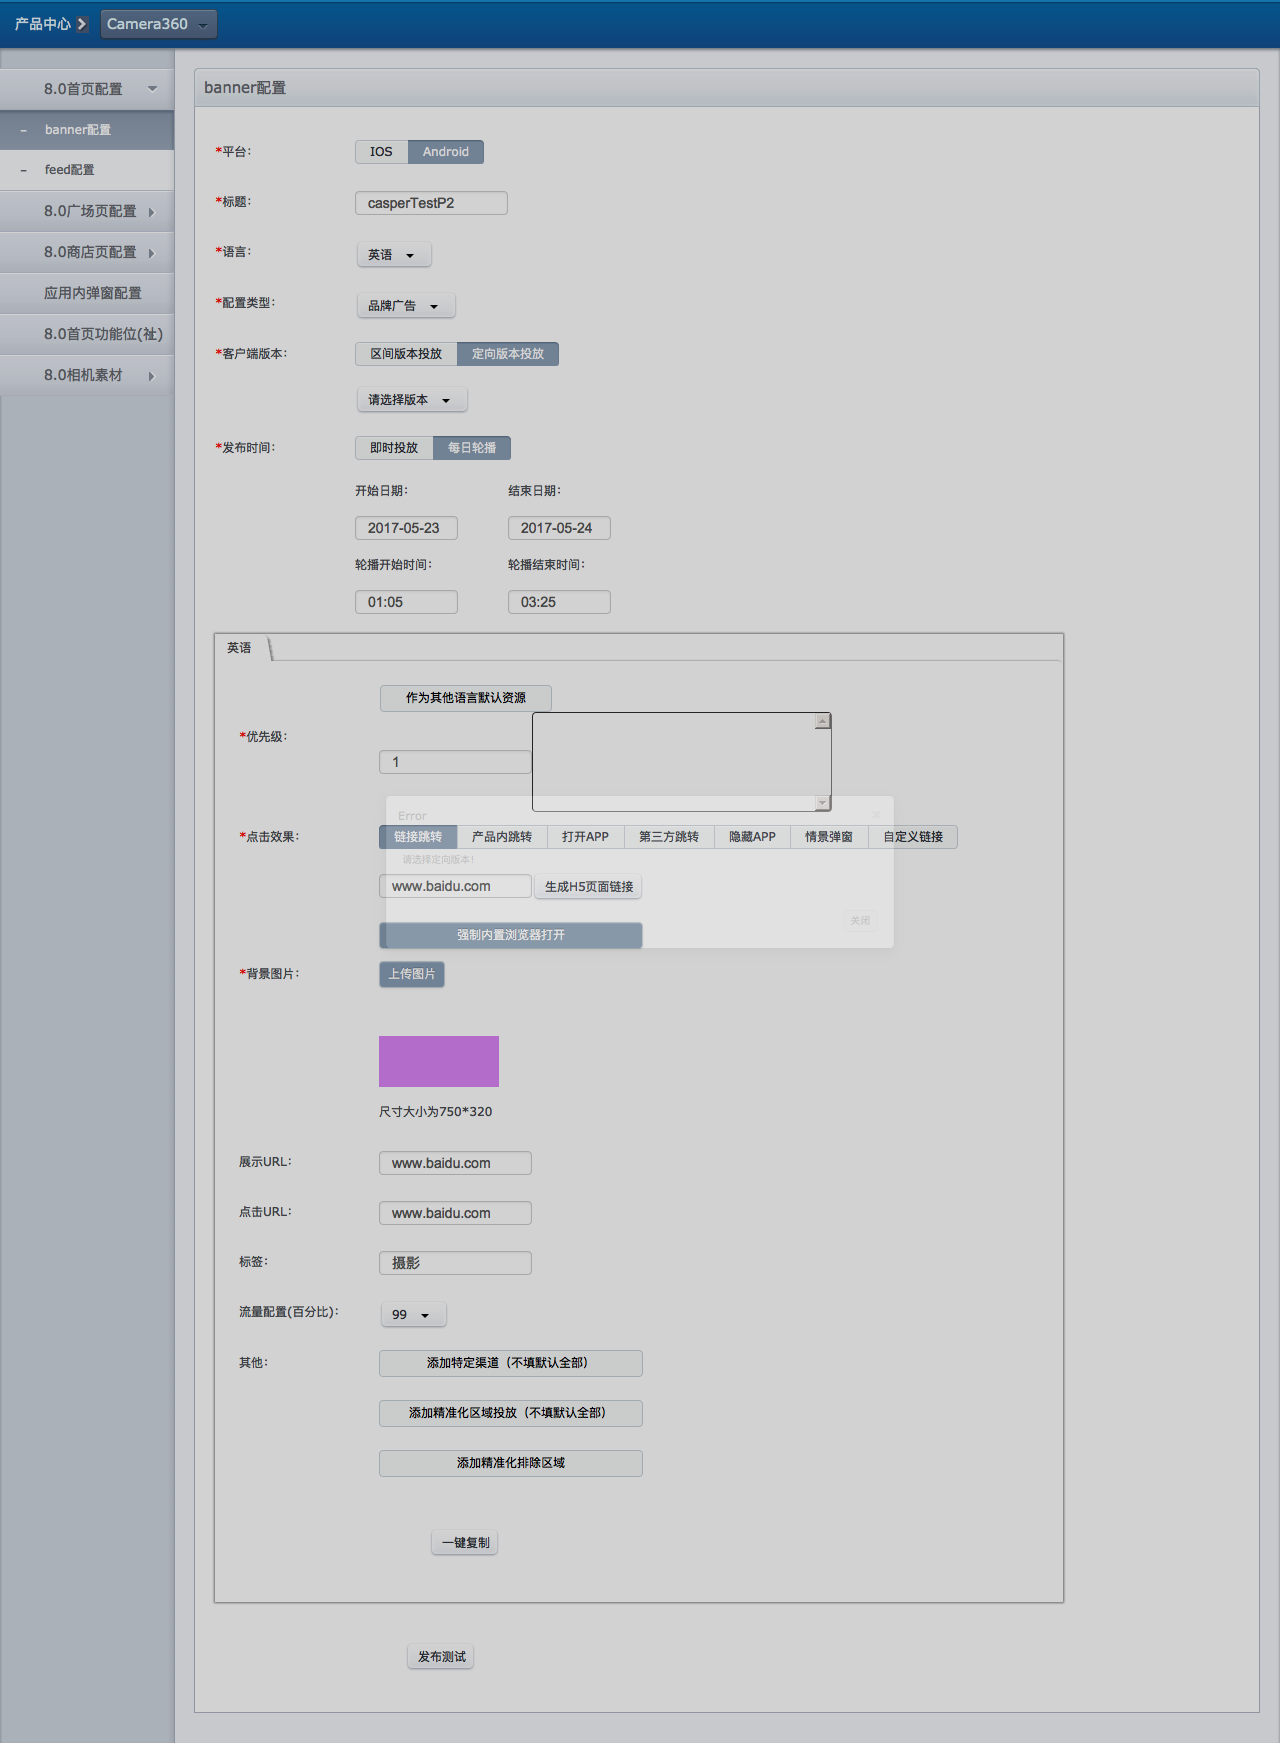 产品中心 Camera360
8.0首页配置
- banner配置
- feed配置
8.0广场页配置
8.0商店页配置
应用内弹窗配置
8.0首页功能位(祉)
8.0相机素材
banner配置
*平台: IOS Android
*标题: casperTestP2
*语言: 英语
*配置类型: 品牌广告
*客户端版本: 区间版本投放 定向版本投放
请选择版本
*发布时间: 即时投放 每日轮播
开始日期: 结束日期:
2017-05-23 2017-05-24
轮播开始时间: 轮播结束时间:
01:05 03:25
英语
作为其他语言默认资源
*优先级:
1
Error
*点击效果: 链接跳转 产品内跳转 打开APP 第三方跳转 隐藏APP 情景弹窗 自定义链接
请选择定向版本!
www.baidu.com 生成H5页面链接
关闭
强制内置浏览器打开
*背景图片: 上传图片
尺寸大小为750*320
展示URL: www.baidu.com
点击URL: www.baidu.com
标签: 摄影
流量配置(百分比): 99
其他: 添加特定渠道（不填默认全部）
添加精准化区域投放（不填默认全部）
添加精准化排除区域
一键复制
发布测试